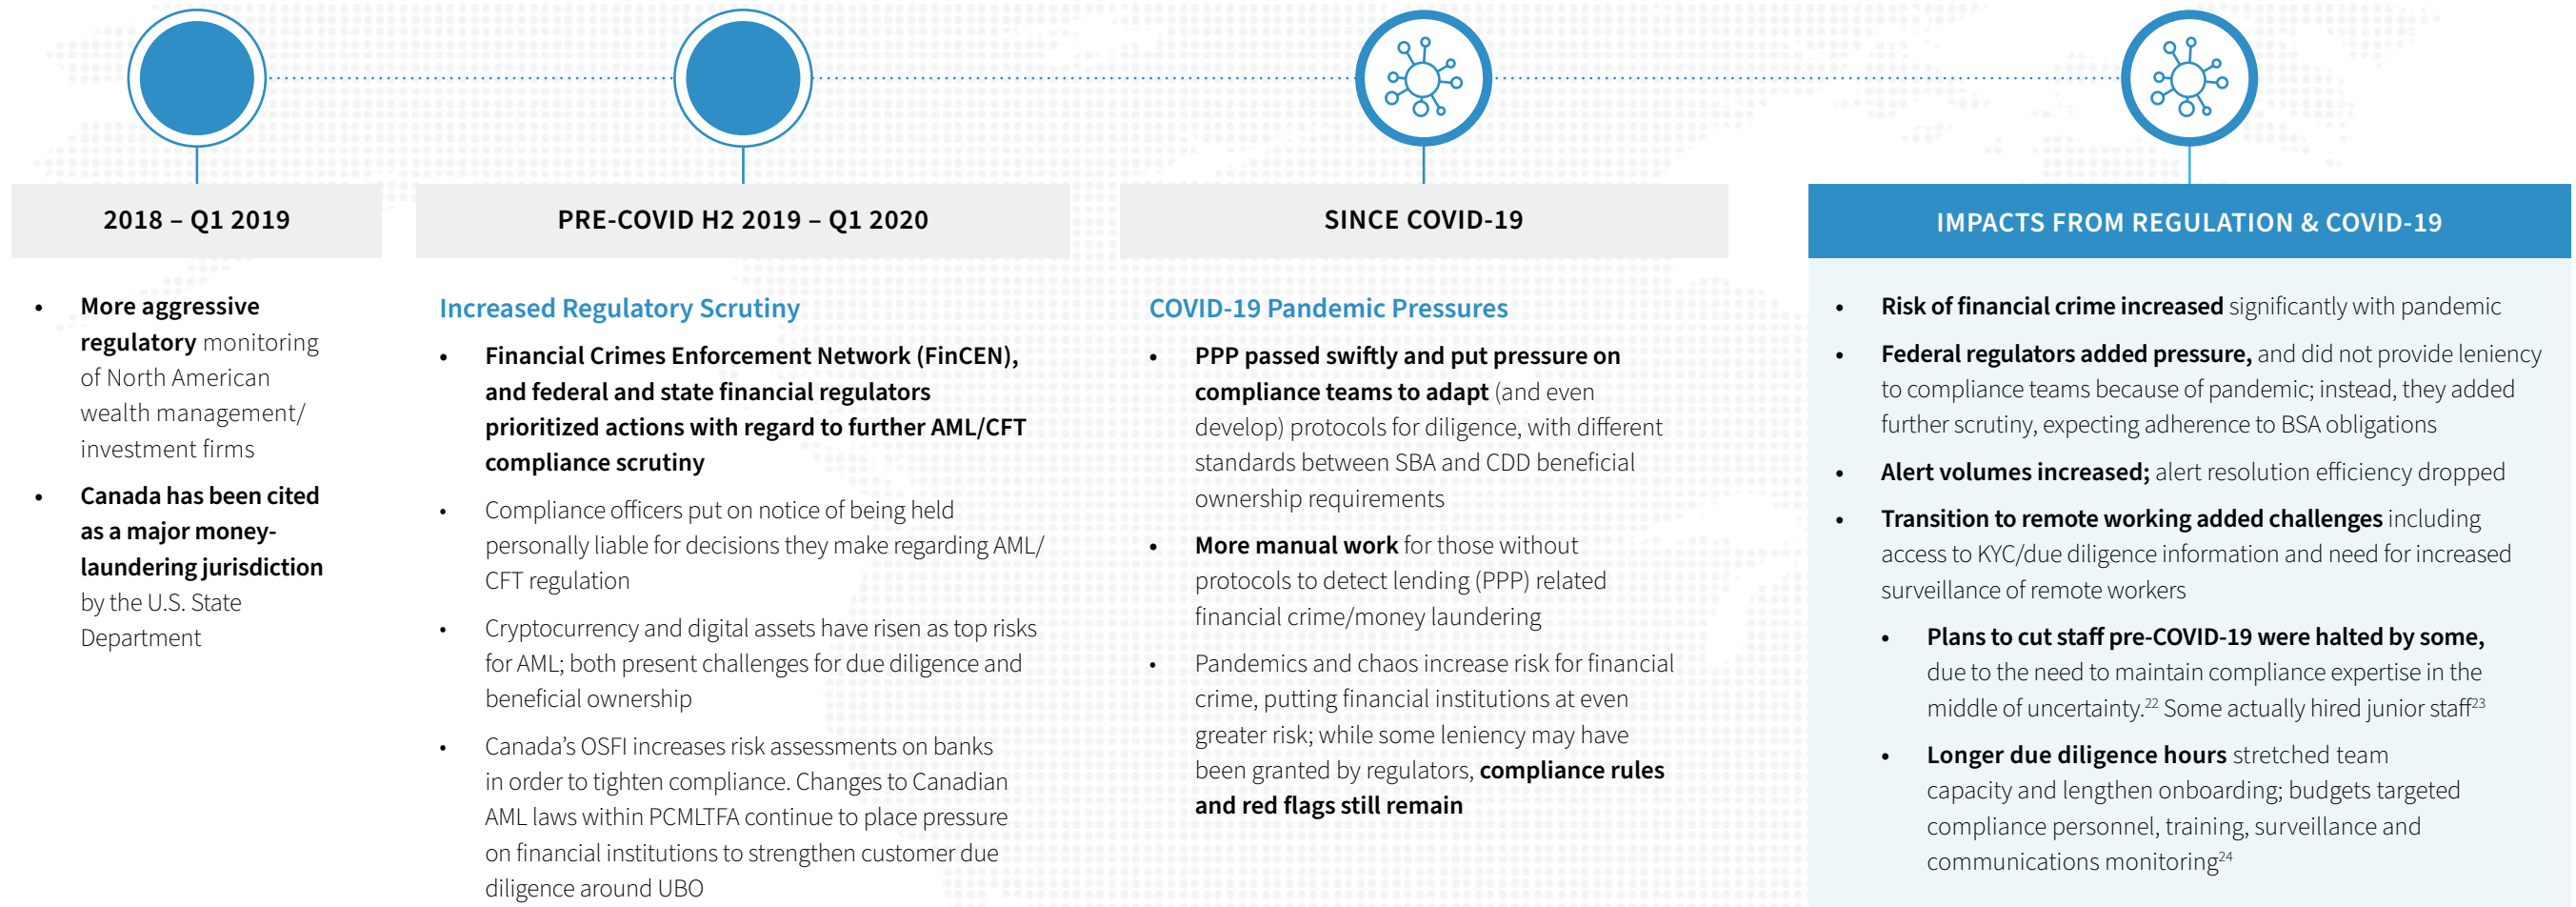 2018 – Q1 2019
• More aggressive
regulatory monitoring
of North American
wealth management/
investment firms
• Canada has been cited
as a major money-
laundering jurisdiction
by the U.S. State
Department
PRE-COVID H2 2019 – Q1 2020
Increased Regulatory Scrutiny
• Financial Crimes Enforcement Network (FinCEN),
and federal and state financial regulators
prioritized actions with regard to further AML/CFT
compliance scrutiny
• Compliance officers put on notice of being held
personally liable for decisions they make regarding AML/
CFT regulation
• Cryptocurrency and digital assets have risen as top risks
for AML; both present challenges for due diligence and
beneficial ownership
• Canada’s OSFI increases risk assessments on banks
in order to tighten compliance. Changes to Canadian
AML laws within PCMLTFA continue to place pressure
on financial institutions to strengthen customer due
diligence around UBO
SINCE COVID-19
COVID-19 Pandemic Pressures
• PPP passed swiftly and put pressure on
compliance teams to adapt (and even
develop) protocols for diligence, with different
standards between SBA and CDD beneficial
ownership requirements
• More manual work for those without
protocols to detect lending (PPP) related
financial crime/money laundering
• Pandemics and chaos increase risk for financial
crime, putting financial institutions at even
greater risk; while some leniency may have
been granted by regulators, compliance rules
and red flags still remain
IMPACTS FROM REGULATION & COVID-19
• Risk of financial crime increased significantly with pandemic
• Federal regulators added pressure, and did not provide leniency
to compliance teams because of pandemic; instead, they added
further scrutiny, expecting adherence to BSA obligations
• Alert volumes increased; alert resolution efficiency dropped
• Transition to remote working added challenges including
access to KYC/due diligence information and need for increased
surveillance of remote workers
• Plans to cut staff pre-COVID-19 were halted by some,
due to the need to maintain compliance expertise in the
middle of uncertainty.22 Some actually hired junior staff23
• Longer due diligence hours stretched team
capacity and lengthen onboarding; budgets targeted
compliance personnel, training, surveillance and
communications monitoring24